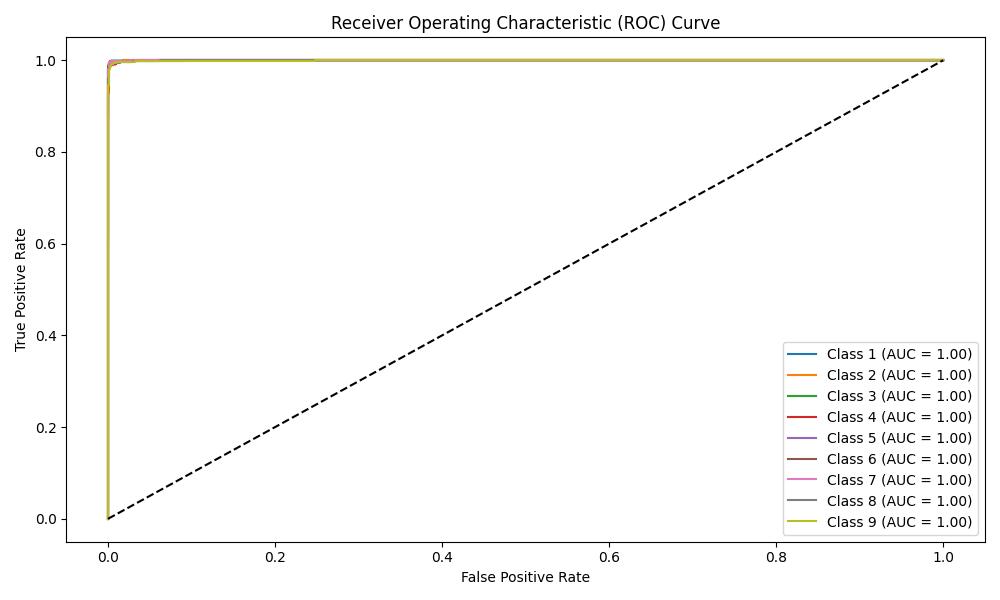 Receiver Operating Characteristic (ROC) Curve
1.0
0.8
0.6
0.4
0.2
0.0
True Positive Rate
0.0 0.2 0.4 0.6 0.8 1.0
False Positive Rate
Class 1 (AUC = 1.00)
Class 2 (AUC = 1.00)
Class 3 (AUC = 1.00)
Class 4 (AUC = 1.00)
Class 5 (AUC = 1.00)
Class 6 (AUC = 1.00)
Class 7 (AUC = 1.00)
Class 8 (AUC = 1.00)
Class 9 (AUC = 1.00)